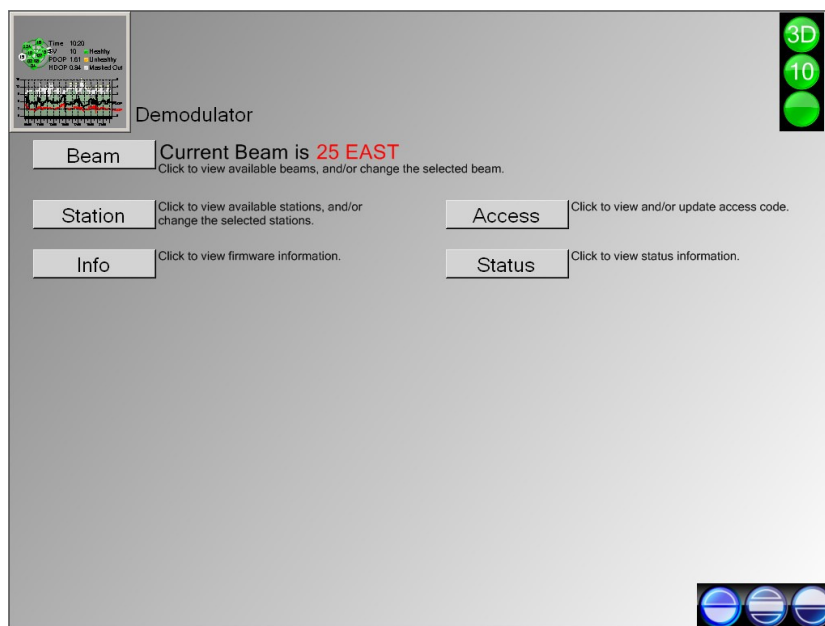 Time 10:20
SV 10 Healthy
PDOP 1.61 Unhealthy
HDOP 0.84 Masked Out
3D
10
Demodulator
Beam
Current Beam is 25 EAST
Click to view available beams, and/or change the selected beam.
Station
Click to view available stations, and/or
change the selected stations.
Access
Click to view and/or update access code.
Info
Click to view firmware information.
Status
Click to view status information.